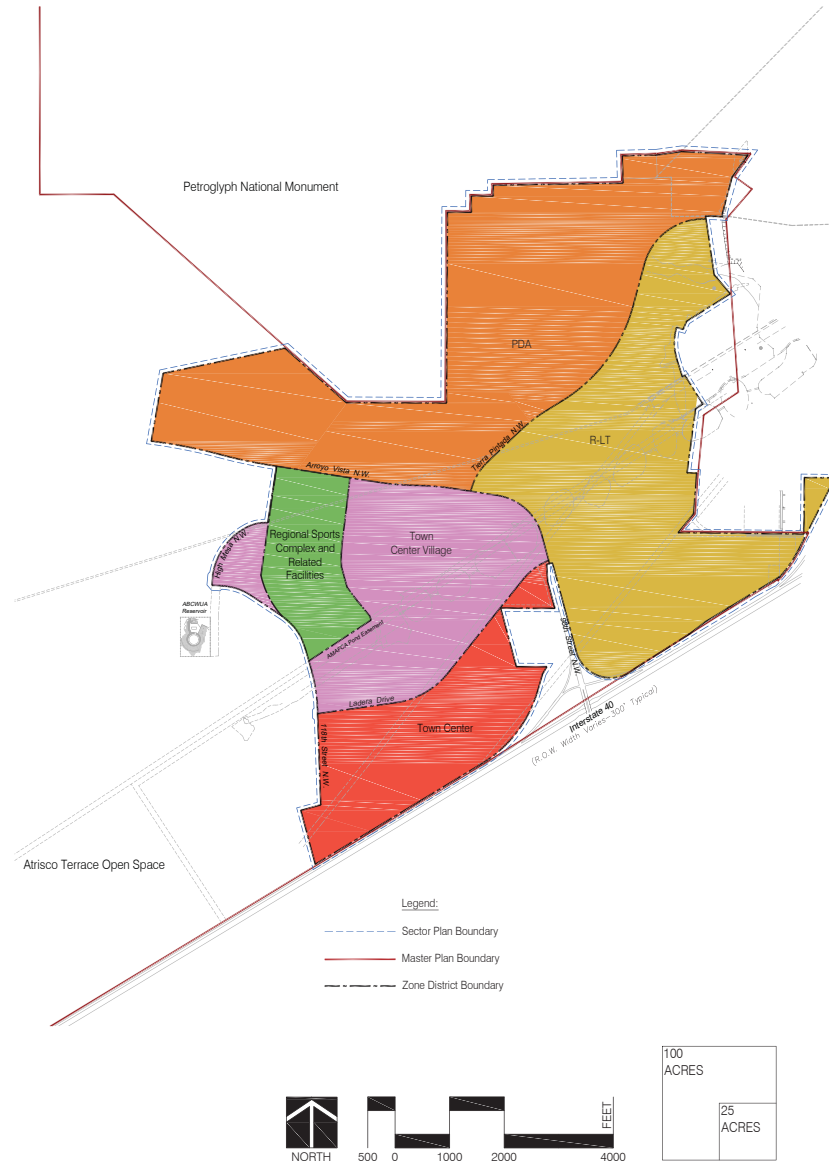 Petroglyph National Monument
PDA
Tierra Pintada N.W.
R-LT
Arroyo Vista N.W.
Regional Sports
Complex and
Related
Facilities
Town
Center Village
High Mesa N.W.
ABCWUA
Reservoir
AMAFCA Pond Easement
98th Street N.W.
Ladera Drive
Town Center
118th Street N.W.
Interstate 40
(R.O.W. Width Varies-300' Typical)
Atrisco Terrace Open Space
Legend:
Sector Plan Boundary
Master Plan Boundary
Zone District Boundary
100
ACRES
25
ACRES
FEET
NORTH
500 0 1000 2000 4000